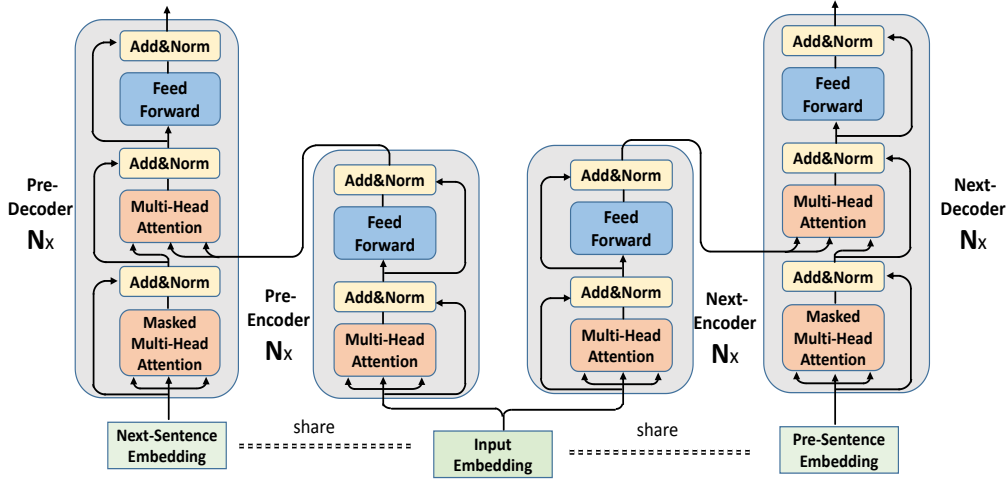 Add&Norm
Feed
Forward
Add&Norm
Multi-Head
Attention
Add&Norm
Masked
Multi-Head
Attention
Pre-
Decoder
Nx
Next-Sentence
Embedding
Add&Norm
Feed
Forward
Add&Norm
Multi-Head
Attention
Pre-
Encoder
Nx
share
Input
Embedding
Add&Norm
Feed
Forward
Add&Norm
Multi-Head
Attention
Next-
Encoder
Nx
share
Add&Norm
Feed
Forward
Add&Norm
Multi-Head
Attention
Add&Norm
Masked
Multi-Head
Attention
Next-
Decoder
Nx
Pre-Sentence
Embedding